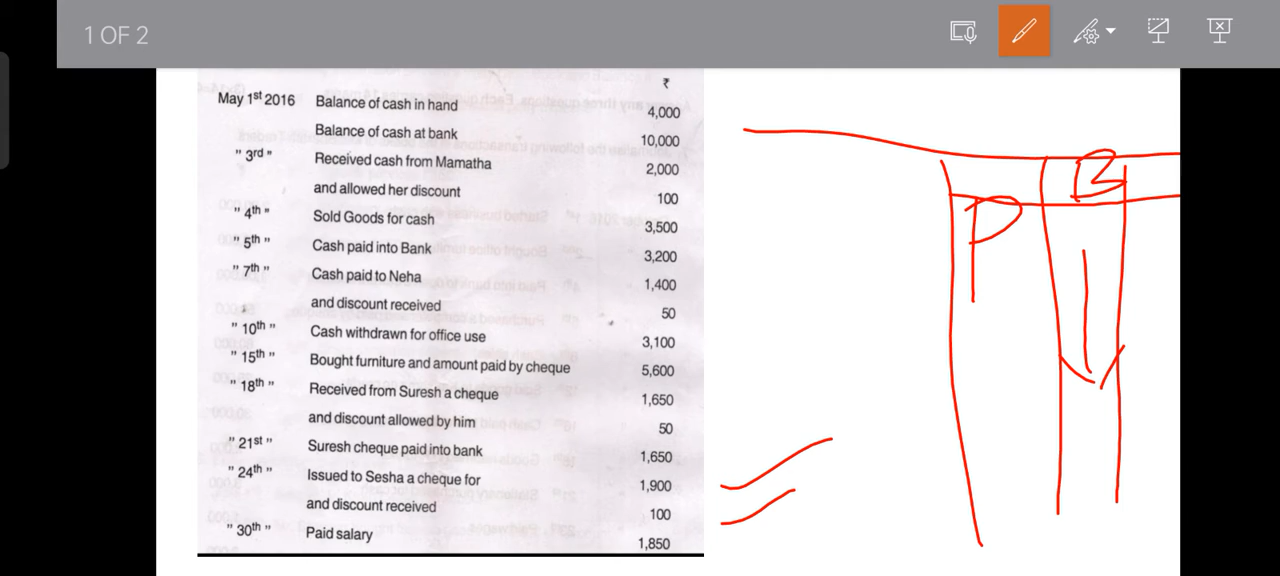 1 OF 2
₹
May 1st 2016 Balance of cash in hand 4,000
Balance of cash at bank 10,000
" 3rd " Received cash from Mamatha 2,000
and allowed her discount 100
" 4th " Sold Goods for cash 3,500
" 5th " Cash paid into Bank 3,200
" 7th " Cash paid to Neha 1,400
and discount received 50
" 10th " Cash withdrawn for office use 3,100
" 15th " Bought furniture and amount paid by cheque 5,600
" 18th " Received from Suresh a cheque 1,650
and discount allowed by him 50
" 21st " Suresh cheque paid into bank 1,650
" 24th " Issued to Sesha a cheque for 1,900
and discount received 100
" 30th " Paid salary 1,850
B
P